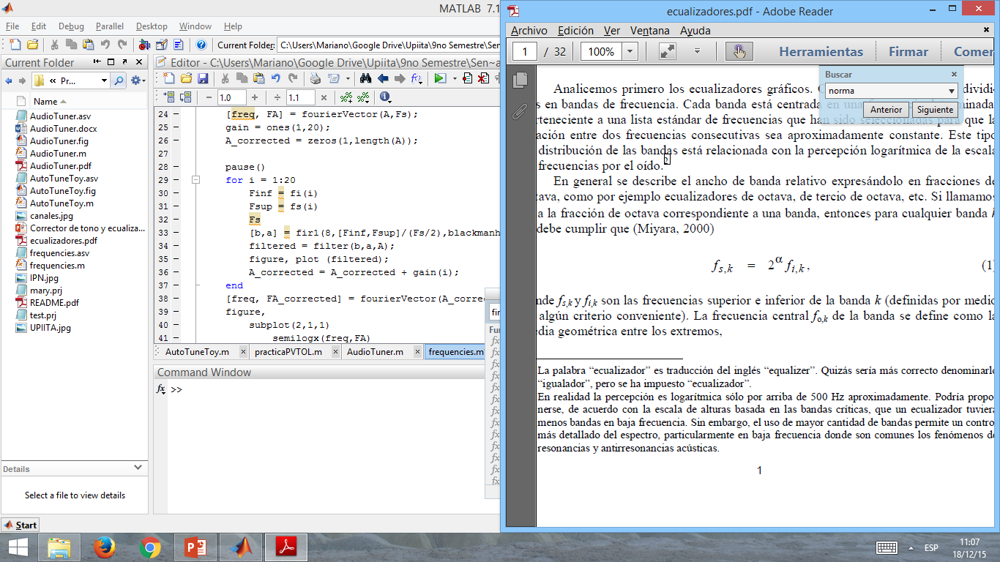 MATLAB 7.1
File Edit Debug Parallel Desktop Window Help
Current Folder: C:\Users\Mariano\Google Drive\Upiita\9no Semestre\Sen
Current Folder
« Pr...
Name
AudioTuner.asv
AudioTuner.docx
AudioTuner.fig
AudioTuner.m
AudioTuner.pdf
AutoTuneToy.asv
AutoTuneToy.fig
AutoTuneToy.m
canales.jpg
Corrector de tono y ecualiza...
ecualizadores.pdf
frequencies.asv
frequencies.m
IPN.jpg
mary.prj
README.pdf
test.prj
UPIITA.jpg
Details
Select a file to view details
Start
Editor - C:\Users\Mariano\Google Drive\Upiita\9no Semestre\Sen~a
− 1.0 + ÷ 1.1 ×
24 − [freq, FA] = fourierVector(A,Fs);
25 − gain = ones(1,20);
26 − A_corrected = zeros(1,length(A));
27
28 − pause()
29 − for i = 1:20
30 − Finf = fi(i)
31 − Fsup = fs(i)
32 − Fs
33 − [b,a] = fir1(8,[Finf,Fsup]/(Fs/2),blackmanh
34 − filtered = filter(b,a,A);
35 − figure, plot (filtered);
36 − A_corrected = A_corrected + gain(i);
37 − end
38 − [freq, FA_corrected] = fourierVector(A_corre
39 − figure,
40 − subplot(2,1,1)
41 − semilogx(freq,FA)
AutoTuneToy.m × practicaPVTOL.m × AudioTuner.m × frequencies.m
Command Window
fx >>
fin
Fun
ecualizadores.pdf - Adobe Reader
Archivo Edición Ver Ventana Ayuda
1 / 32 100% Herramientas Firmar Comer
Buscar
norma
Anterior Siguiente
Analicemos primero los ecualizadores gráficos. dividi-
s en bandas de frecuencia. Cada banda está centrada en una minada
rteneciente a una lista estándar de frecuencias que han sido seleccionadas para que la
ación entre dos frecuencias consecutivas sea aproximadamente constante. Este tipo
distribución de las bandas está relacionada con la percepción logarítmica de la escala
frecuencias por el oído.2
En general se describe el ancho de banda relativo expresándolo en fracciones de
tava, como por ejemplo ecualizadores de octava, de tercio de octava, etc. Si llamamos
a la fracción de octava correspondiente a una banda, entonces para cualquier banda k
debe cumplir que (Miyara, 2000)
fs,k = 2α fi,k, (1)
nde fs,k y fi,k son las frecuencias superior e inferior de la banda k (definidas por medio
algún criterio conveniente). La frecuencia central fo,k de la banda se define como la
edia geométrica entre los extremos,
La palabra “ecualizador” es traducción del inglés “equalizer”. Quizás sería más correcto denominarlo
“igualador”, pero se ha impuesto “ecualizador”.
En realidad la percepción es logarítmica sólo por arriba de 500 Hz aproximadamente. Podría propo-
nerse, de acuerdo con la escala de alturas basada en las bandas críticas, que un ecualizador tuviera
menos bandas en baja frecuencia. Sin embargo, el uso de mayor cantidad de bandas permite un control
más detallado del espectro, particularmente en baja frecuencia donde son comunes los fenómenos de
resonancias y antirresonancias acústicas.
1
ESP
11:07
18/12/15